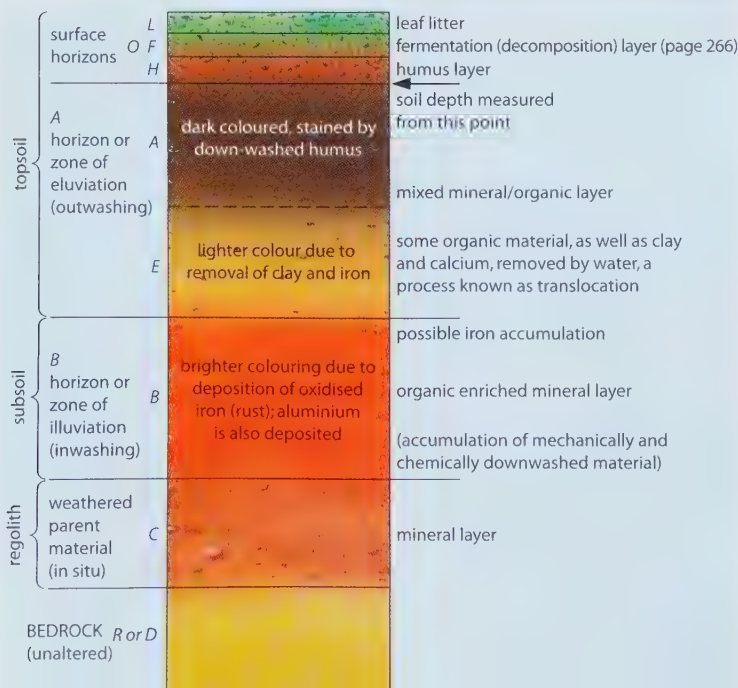 topsoil
surface
horizons
O
L
F
H
leaf litter
fermentation (decomposition) layer (page 266)
humus layer
soil depth measured
from this point
A
horizon or
zone of
eluviation
(outwashing)
A
dark coloured, stained by
down-washed humus
mixed mineral/organic layer
E
lighter colour due to
removal of clay and iron
some organic material, as well as clay
and calcium, removed by water, a
process known as translocation
subsoil
B
horizon or
zone of
illuviation
(inwashing)
B
brighter colouring due to
deposition of oxidised
iron (rust); aluminium
is also deposited
possible iron accumulation
organic enriched mineral layer
(accumulation of mechanically and
chemically downwashed material)
regolith
weathered
parent
material
(in situ)
C
mineral layer
BEDROCK R or D
(unaltered)